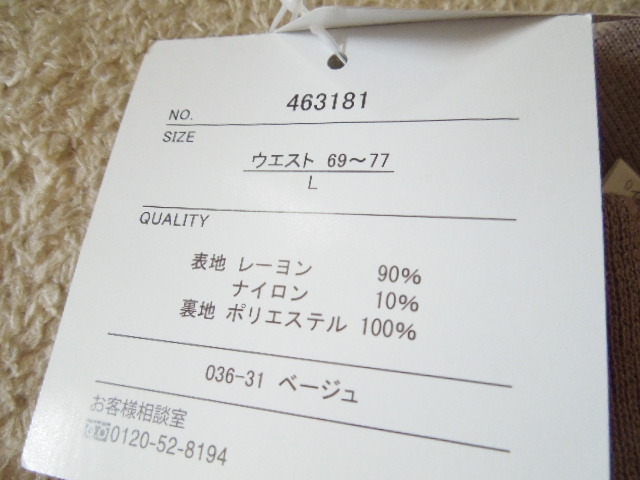 NO. 463181
SIZE
ウエスト 69～77
L
QUALITY
表地 レーヨン 90%
ナイロン 10%
裏地 ポリエステル 100%
036-31 ベージュ
お客様相談室
0120-52-8194